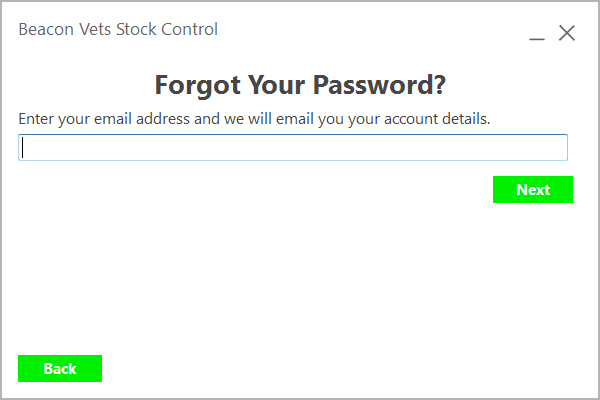 Beacon Vets Stock Control
Forgot Your Password?
Enter your email address and we will email you your account details.
Next
Back